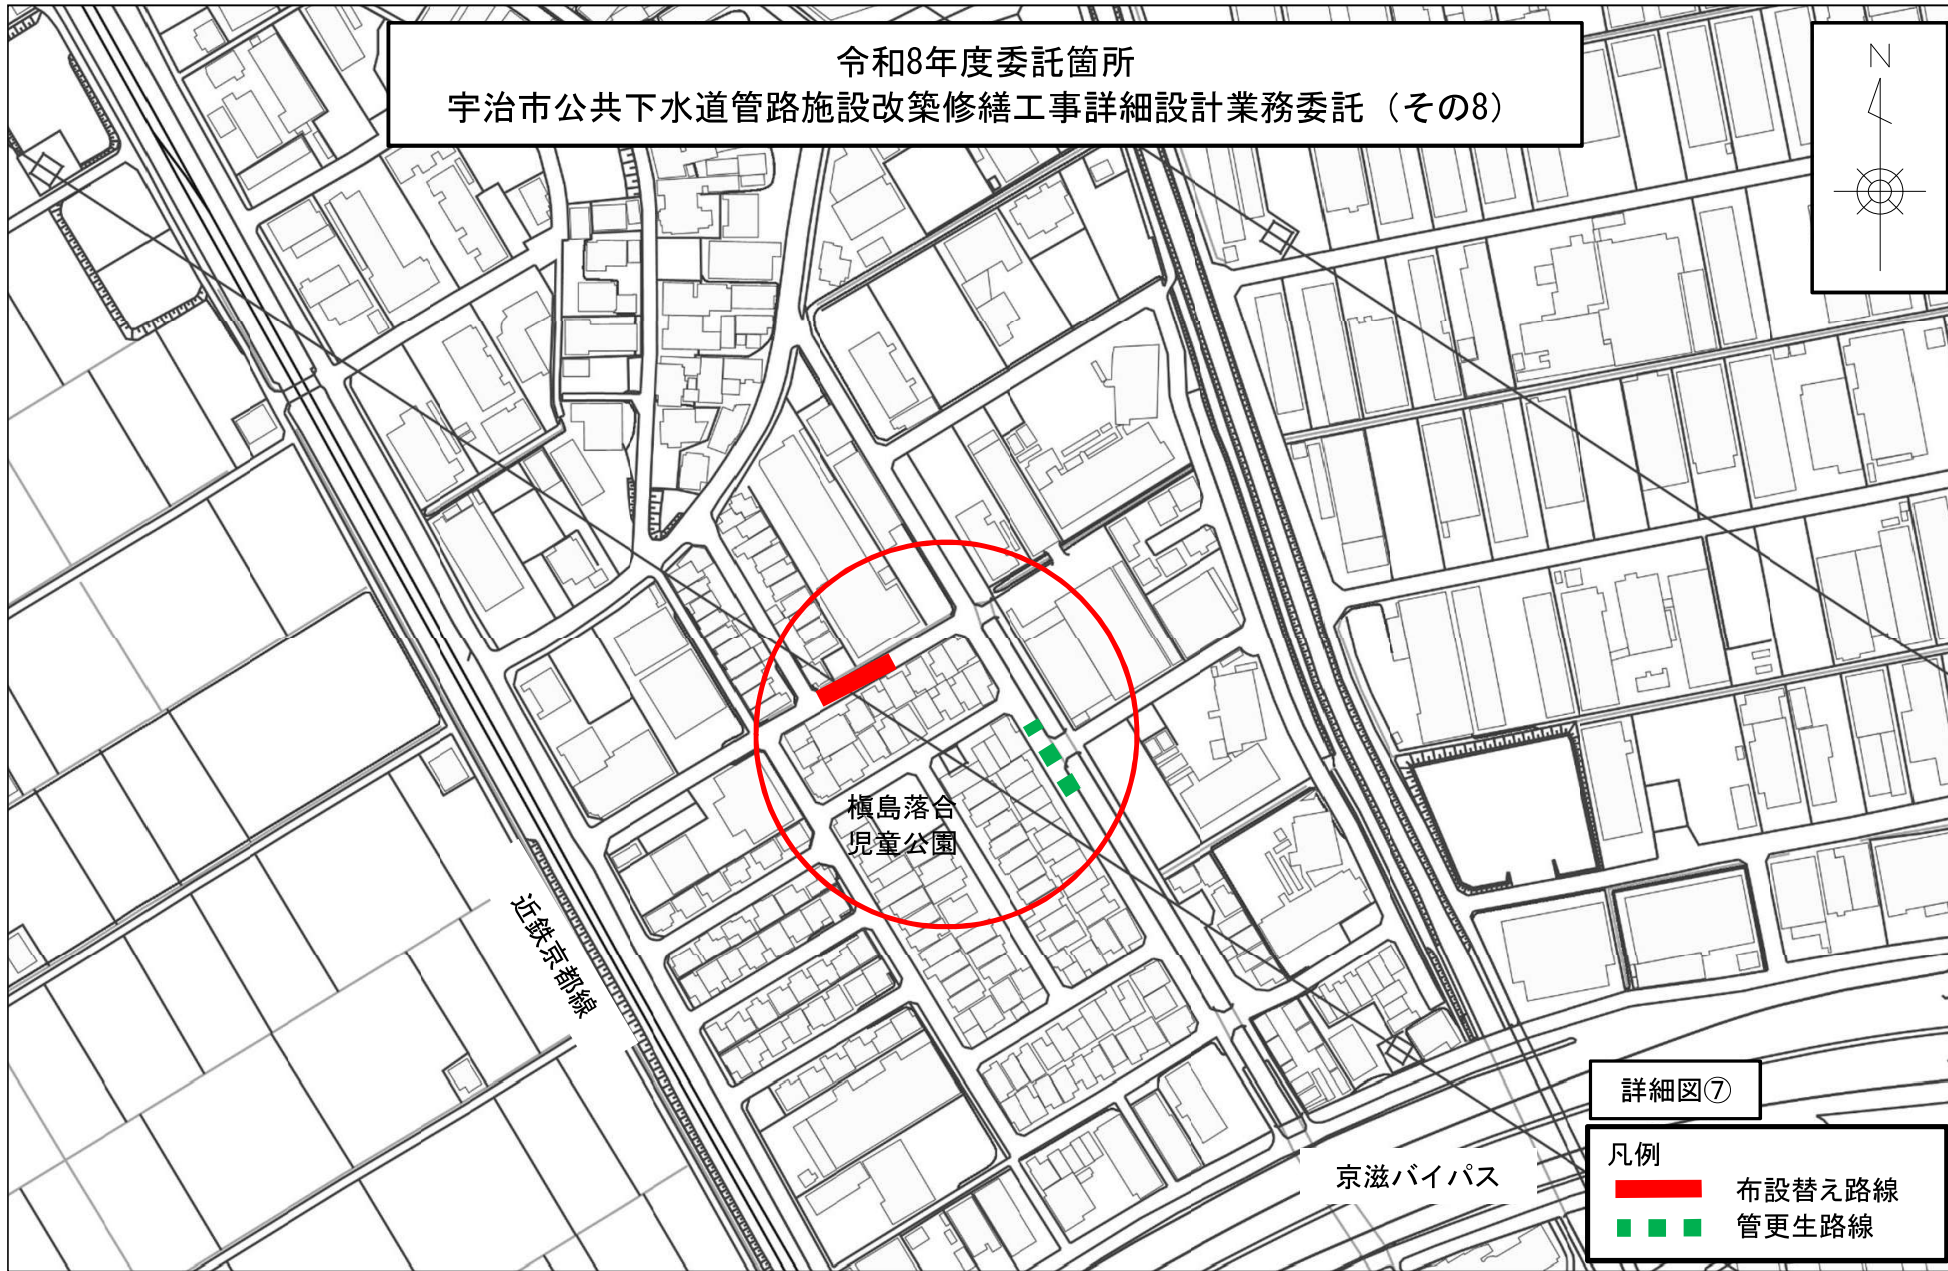 令和8年度委託箇所
宇治市公共下水道管路施設改築修繕工事詳細設計業務委託（その8）
N
槇島落合
児童公園
近鉄京都線
京滋バイパス
詳細図⑦
凡例
布設替え路線
管更生路線